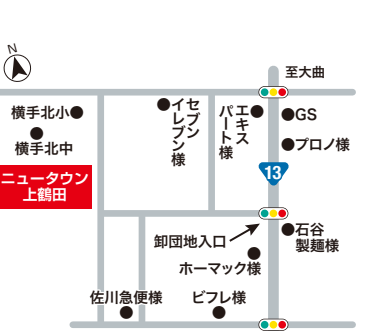 N
至大曲
横手北小
セブン
イレブン様
エキス
パート様
GS
横手北中
プロノ様
ニュータウン
上鶴田
13
卸団地入口
石谷
製麺様
ホーマック様
佐川急便様
ビフレ様